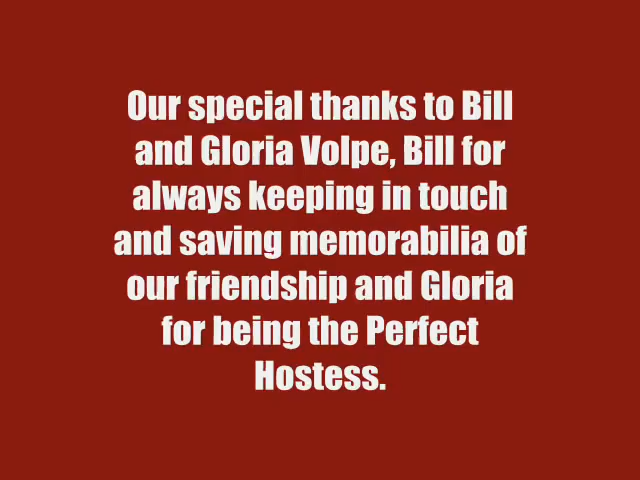 Our special thanks to Bill
and Gloria Volpe, Bill for
always keeping in touch
and saving memorabilia of
our friendship and Gloria
for being the Perfect
Hostess.